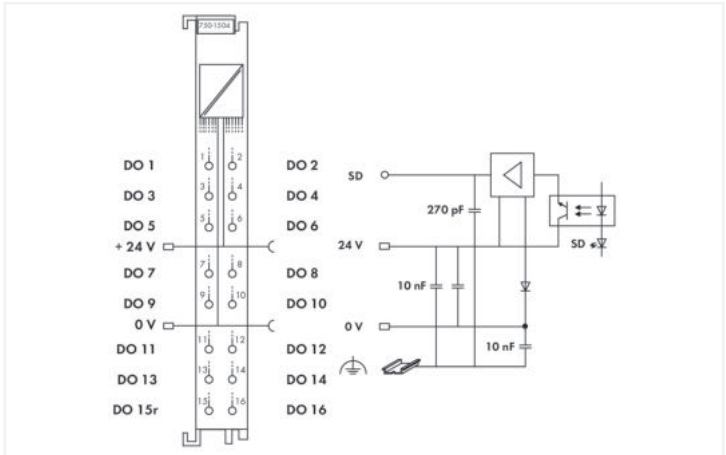 750-1504
1 2
DO 1 DO 2
3 4
DO 3 DO 4
5 6
DO 5 DO 6
+ 24 V
7 8
DO 7 DO 8
9 10
DO 9 DO 10
0 V
11 12
DO 11 DO 12
13 14
DO 13 DO 14
15 16
DO 15r DO 16
SD
270 pF
SD
24 V
10 nF
0 V
10 nF